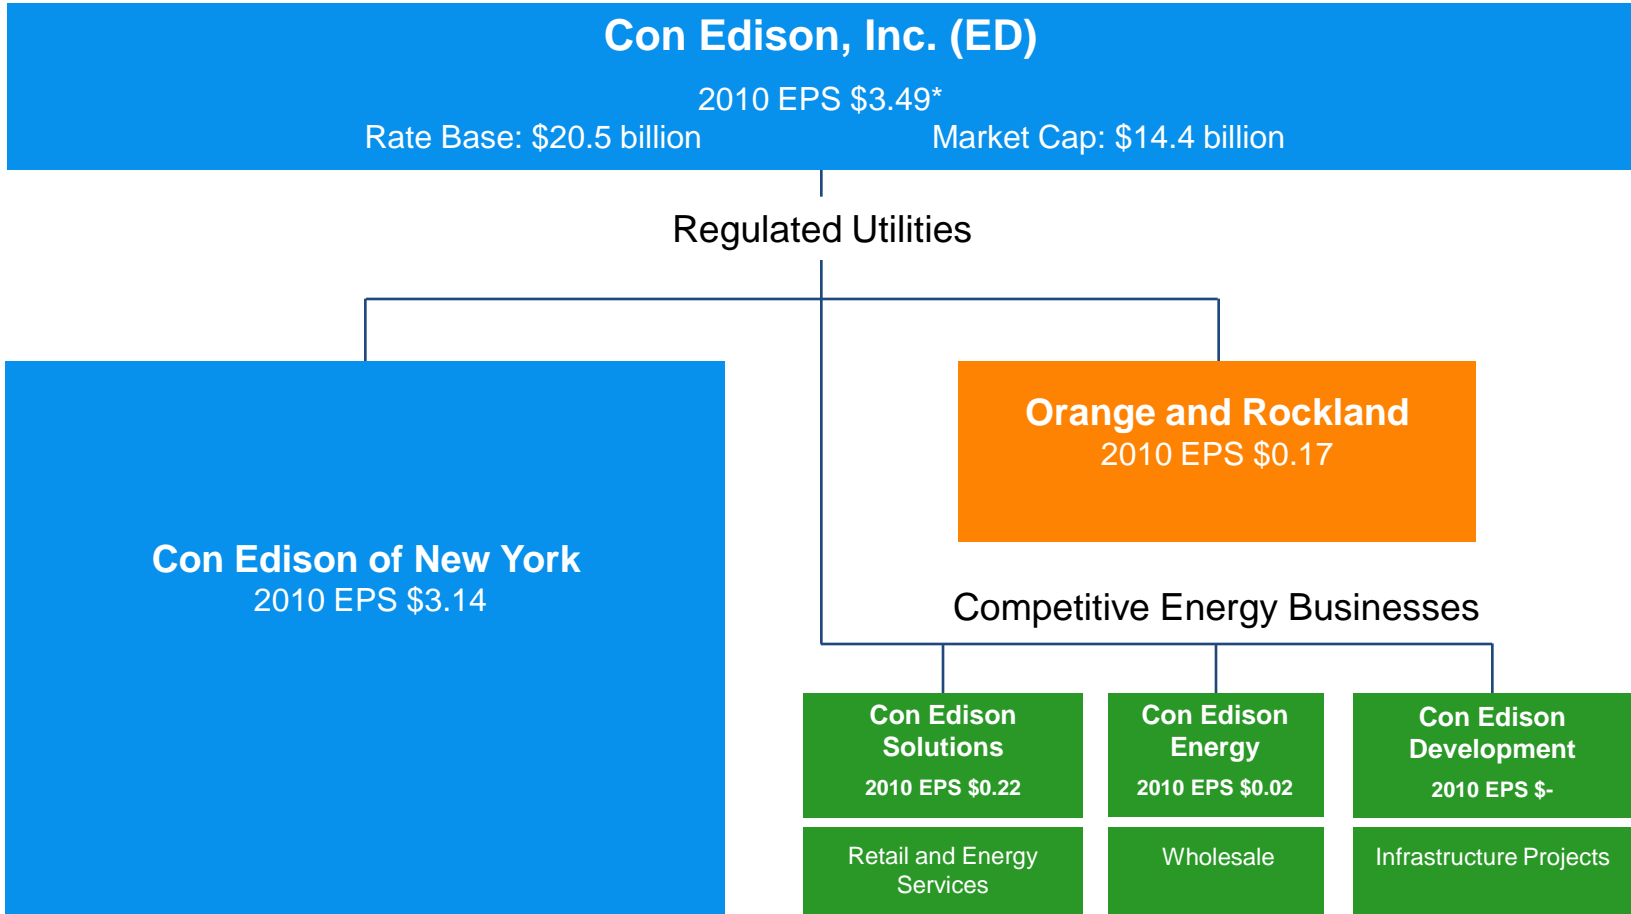 Con Edison, Inc. (ED)
2010 EPS $3.49*
Rate Base: $20.5 billion
Market Cap: $14.4 billion
Regulated Utilities
Con Edison of New York
2010 EPS $3.14
Orange and Rockland
2010 EPS $0.17
Competitive Energy Businesses
Con Edison
Solutions
2010 EPS $0.22
Retail and Energy
Services
Con Edison
Energy
2010 EPS $0.02
Wholesale
Con Edison
Development
2010 EPS $-
Infrastructure Projects